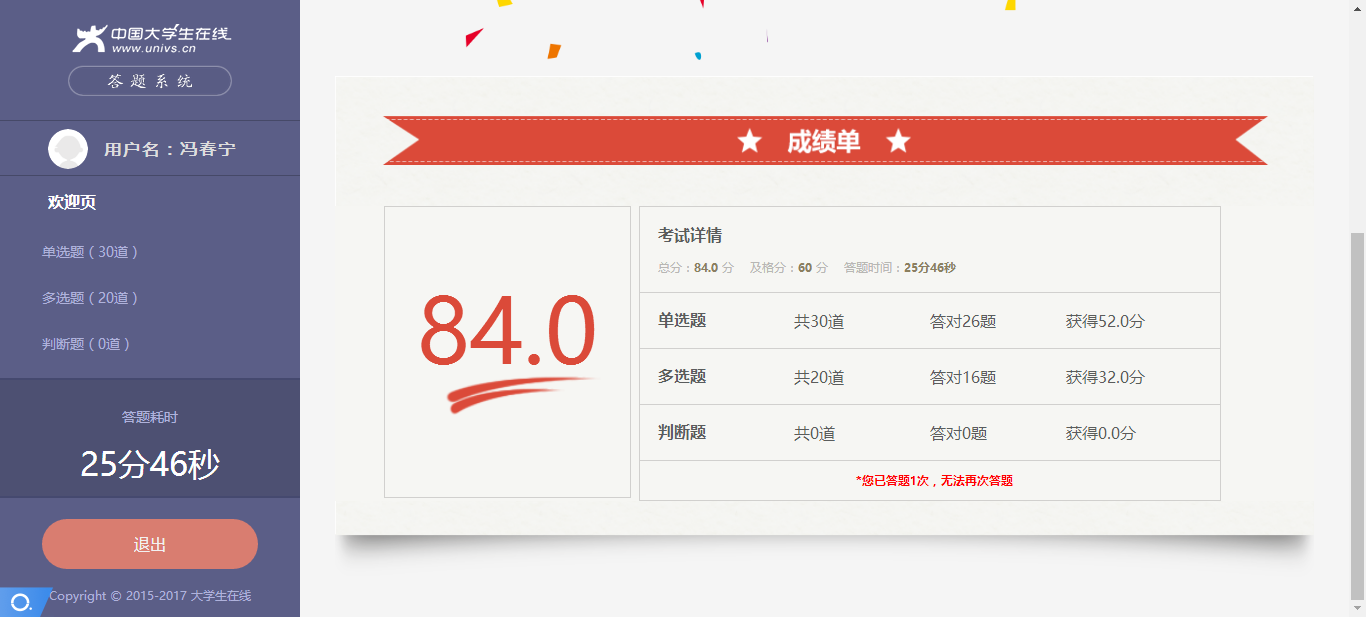 中国大学生在线
www.univs.cn
答题系统
用户名：冯春宁
欢迎页
单选题（30道）
多选题（20道）
判断题（0道）
答题耗时
25分46秒
退出
Copyright © 2015-2017 大学生在线
成绩单
84.0
考试详情
总分：84.0 分 及格分：60 分 答题时间：25分46秒
单选题 共30道 答对26题 获得52.0分
多选题 共20道 答对16题 获得32.0分
判断题 共0道 答对0题 获得0.0分
*您已答题1次，无法再次答题